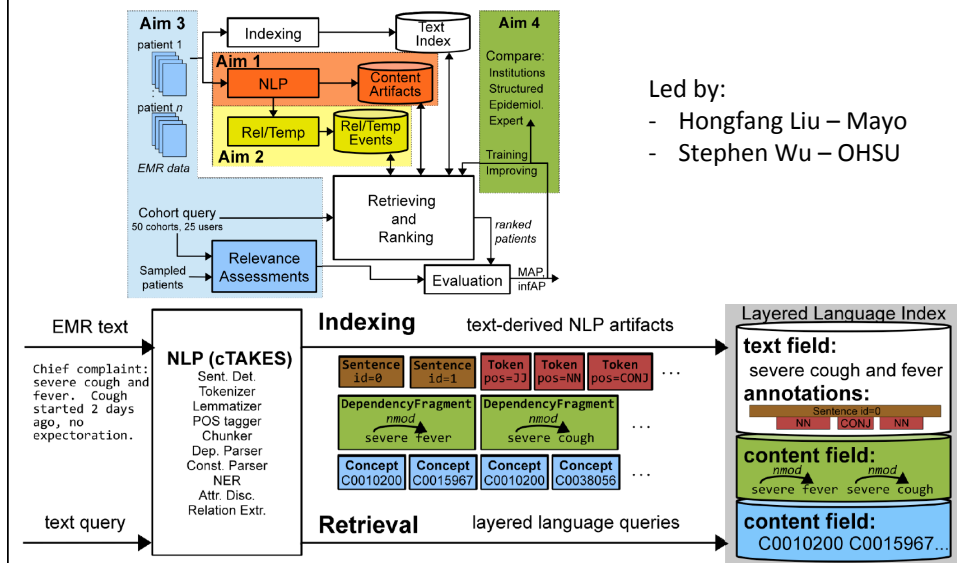 Aim 3
patient 1
patient n
EMR data
Indexing
Text
Index
Aim 1
NLP
Content
Artifacts
Rel/Temp
Rel/Temp
Events
Aim 2
Aim 4
Compare:
Institutions
Structured
Epidemiol.
Expert
Training
Improving
Led by:
- Hongfang Liu – Mayo
- Stephen Wu – OHSU
Cohort query
50 cohorts, 25 users
Retrieving
and
Ranking
ranked
patients
Sampled
patients
Relevance
Assessments
Evaluation
MAP,
infAP
EMR text
Chief complaint:
severe cough and
fever. Cough
started 2 days
ago, no
expectoration.
text query
NLP (cTAKES)
Sent. Det.
Tokenizer
Lemmatizer
POS tagger
Chunker
Dep. Parser
Const. Parser
NER
Attr. Disc.
Relation Extr.
Indexing text-derived NLP artifacts
Sentence
id=0
Sentence
id=1
Token
pos=JJ
Token
pos=NN
Token
pos=CONJ
...
DependencyFragment
nmod
severe fever
DependencyFragment
nmod
severe cough
...
Concept
C0010200
Concept
C0015967
Concept
C0010200
Concept
C0038056
...
Retrieval layered language queries
Layered Language Index
text field:
severe cough and fever
annotations:
Sentence id=0
NN CONJ NN
content field:
nmod nmod
severe fever severe cough
content field:
C0010200 C0015967...